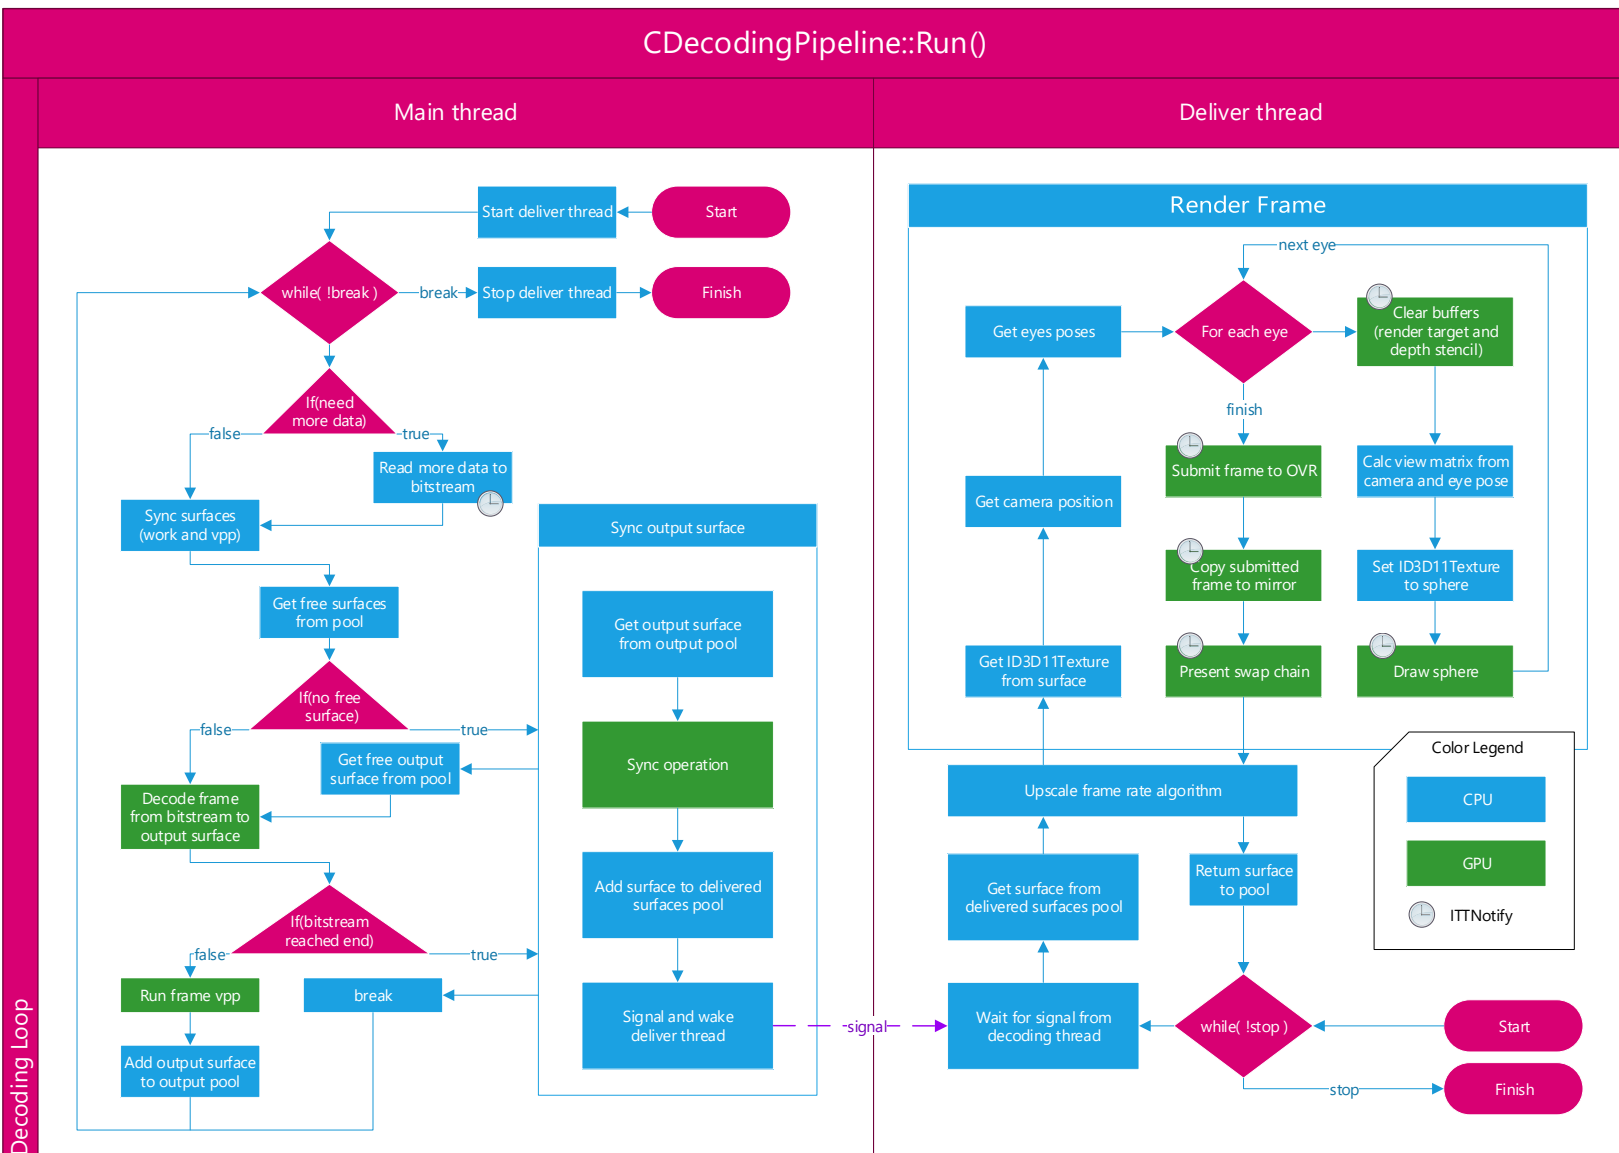 CDecodingPipeline::Run()
Main thread
Deliver thread
Decoding Loop
Start deliver thread
Start
while( !break )
break
Stop deliver thread
Finish
If(need
more data)
false
true
Read more data to
bitstream
Sync surfaces
(work and vpp)
Get free surfaces
from pool
If(no free
surface)
false
true
Get free output
surface from pool
Decode frame
from bitstream to
output surface
If(bitstream
reached end)
false
true
Run frame vpp
break
Add output surface
to output pool
Sync output surface
Get output surface
from output pool
Sync operation
Add surface to delivered
surfaces pool
Signal and wake
deliver thread
signal
Render Frame
next eye
Get eyes poses
For each eye
Clear buffers
(render target and
depth stencil)
finish
Get camera position
Submit frame to OVR
Calc view matrix from
camera and eye pose
Copy submitted
frame to mirror
Set ID3D11Texture
to sphere
Get ID3D11Texture
from surface
Present swap chain
Draw sphere
Upscale frame rate algorithm
Get surface from
delivered surfaces pool
Return surface
to pool
Wait for signal from
decoding thread
while( !stop )
Start
stop
Finish
Color Legend
CPU
GPU
ITTNotify